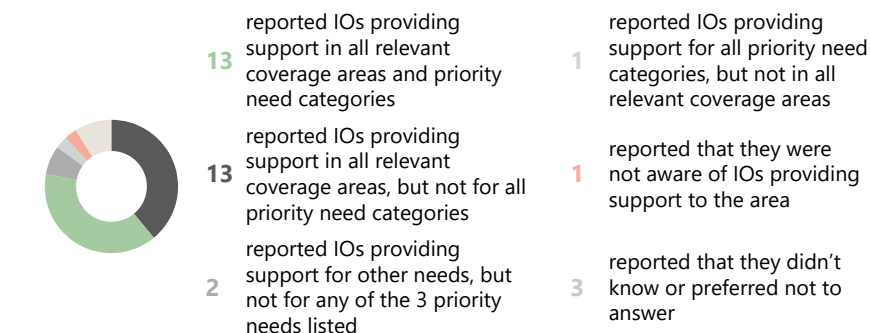 13
reported IOs providing
support in all relevant
coverage areas and priority
need categories
13
reported IOs providing
support in all relevant
coverage areas, but not for all
priority need categories
2
reported IOs providing
support for other needs, but
not for any of the 3 priority
needs listed
1
reported IOs providing
support for all priority need
categories, but not in all
relevant coverage areas
1
reported that they were
not aware of IOs providing
support to the area
3
reported that they didn’t
know or preferred not to
answer